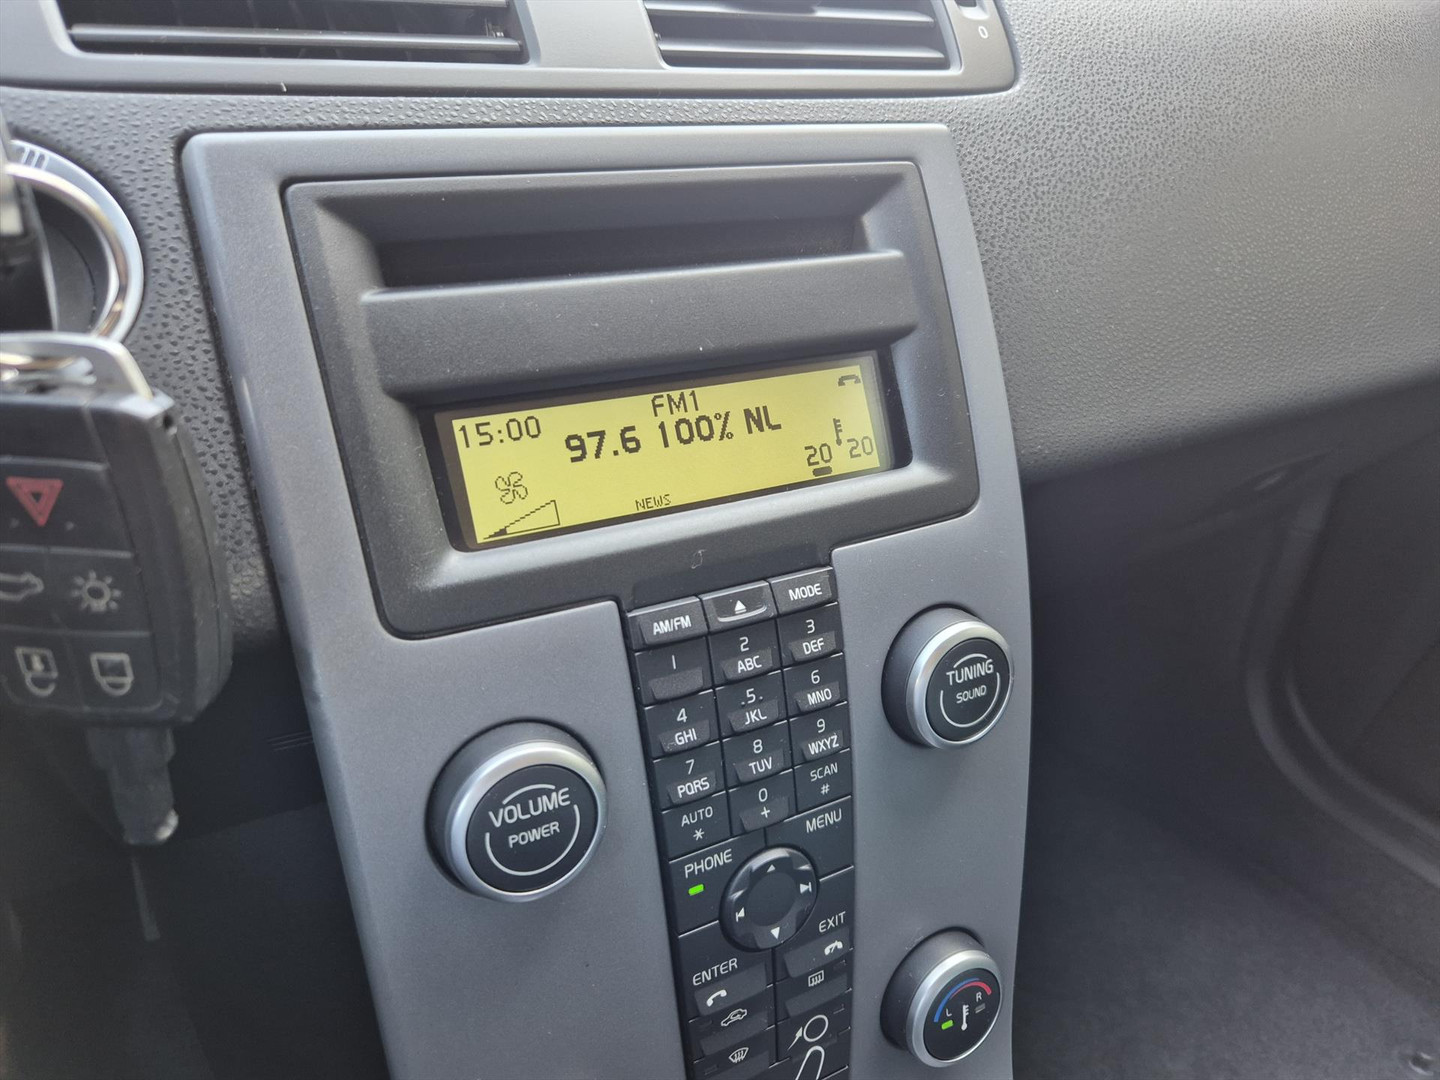 0
15:00
FM1
97.6 100% NL
20 20
NEWS
AM/FM
MODE
1
2
ABC
3
DEF
4
GHI
.5.
JKL
6
MNO
7
PQRS
8
TUV
9
WXYZ
AUTO
*
0
+
SCAN
#
MENU
PHONE
EXIT
ENTER
VOLUME
POWER
TUNING
SOUND
L
R